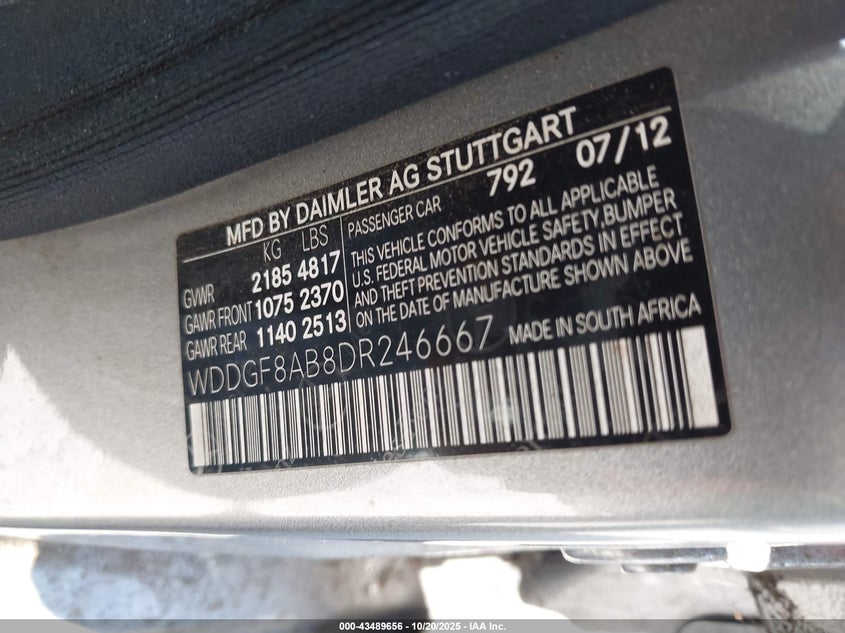 MFD BY DAIMLER AG STUTTGART 792 07/12
KG LBS
GVWR 2185 4817
GAWR FRONT 1075 2370
GAWR REAR 1140 2513
PASSENGER CAR
THIS VEHICLE CONFORMS TO ALL APPLICABLE
U.S. FEDERAL MOTOR VEHICLE SAFETY BUMPER
AND THEFT PREVENTION STANDARDS IN EFFECT
ON THE DATE OF MANUFACTURE SHOWN ABOVE
WDDGF8AB8DR246667 MADE IN SOUTH AFRICA
000-43489656 - 10/20/2025 - IAA Inc.